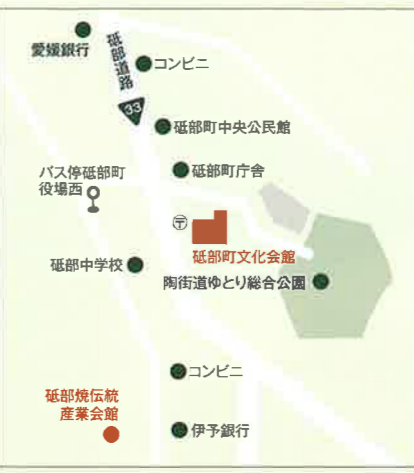 愛媛銀行
砥部道路
コンビニ
33
砥部町中央公民館
バス停砥部町
役場西
砥部町庁舎
〒
砥部町文化会館
砥部中学校
陶街道ゆとり総合公園
コンビニ
砥部焼伝統
産業会館
伊予銀行